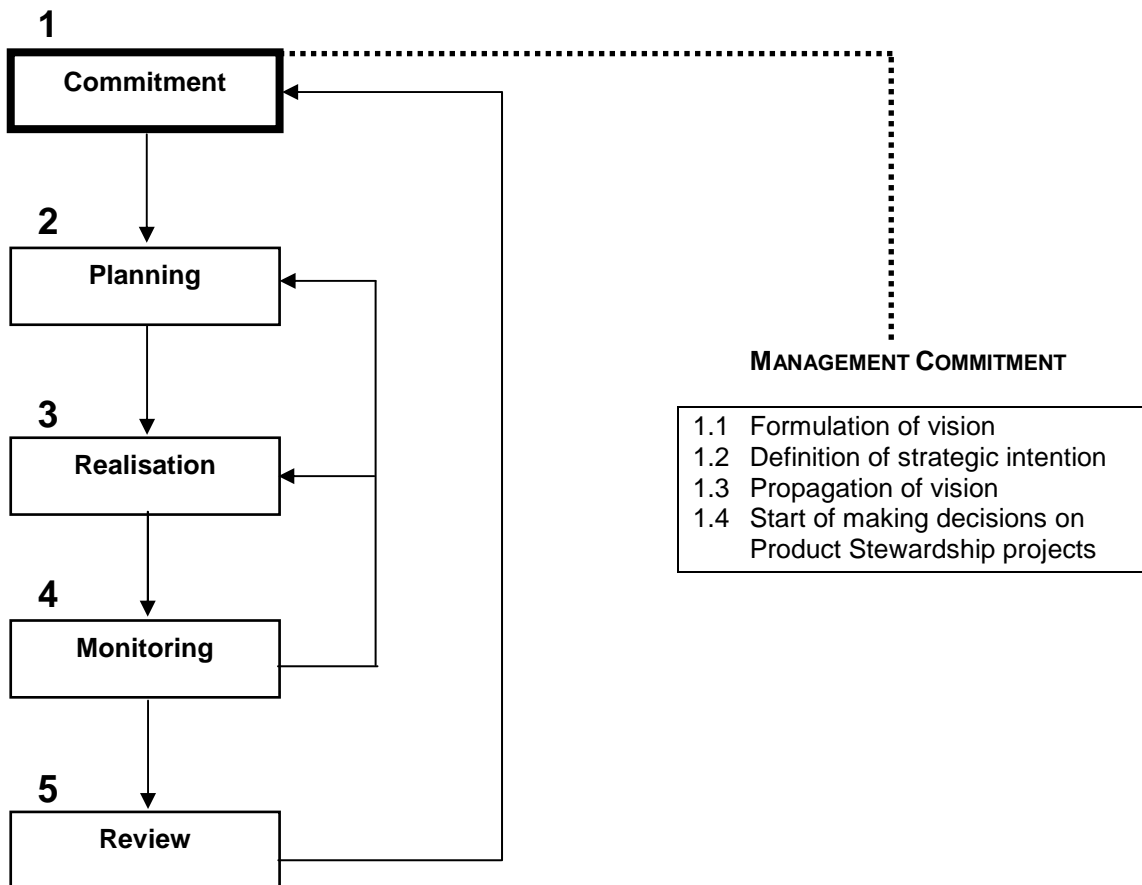 1
Commitment
2
Planning
3
Realisation
4
Monitoring
5
Review
MANAGEMENT COMMITMENT
1.1 Formulation of vision
1.2 Definition of strategic intention
1.3 Propagation of vision
1.4 Start of making decisions on
Product Stewardship projects